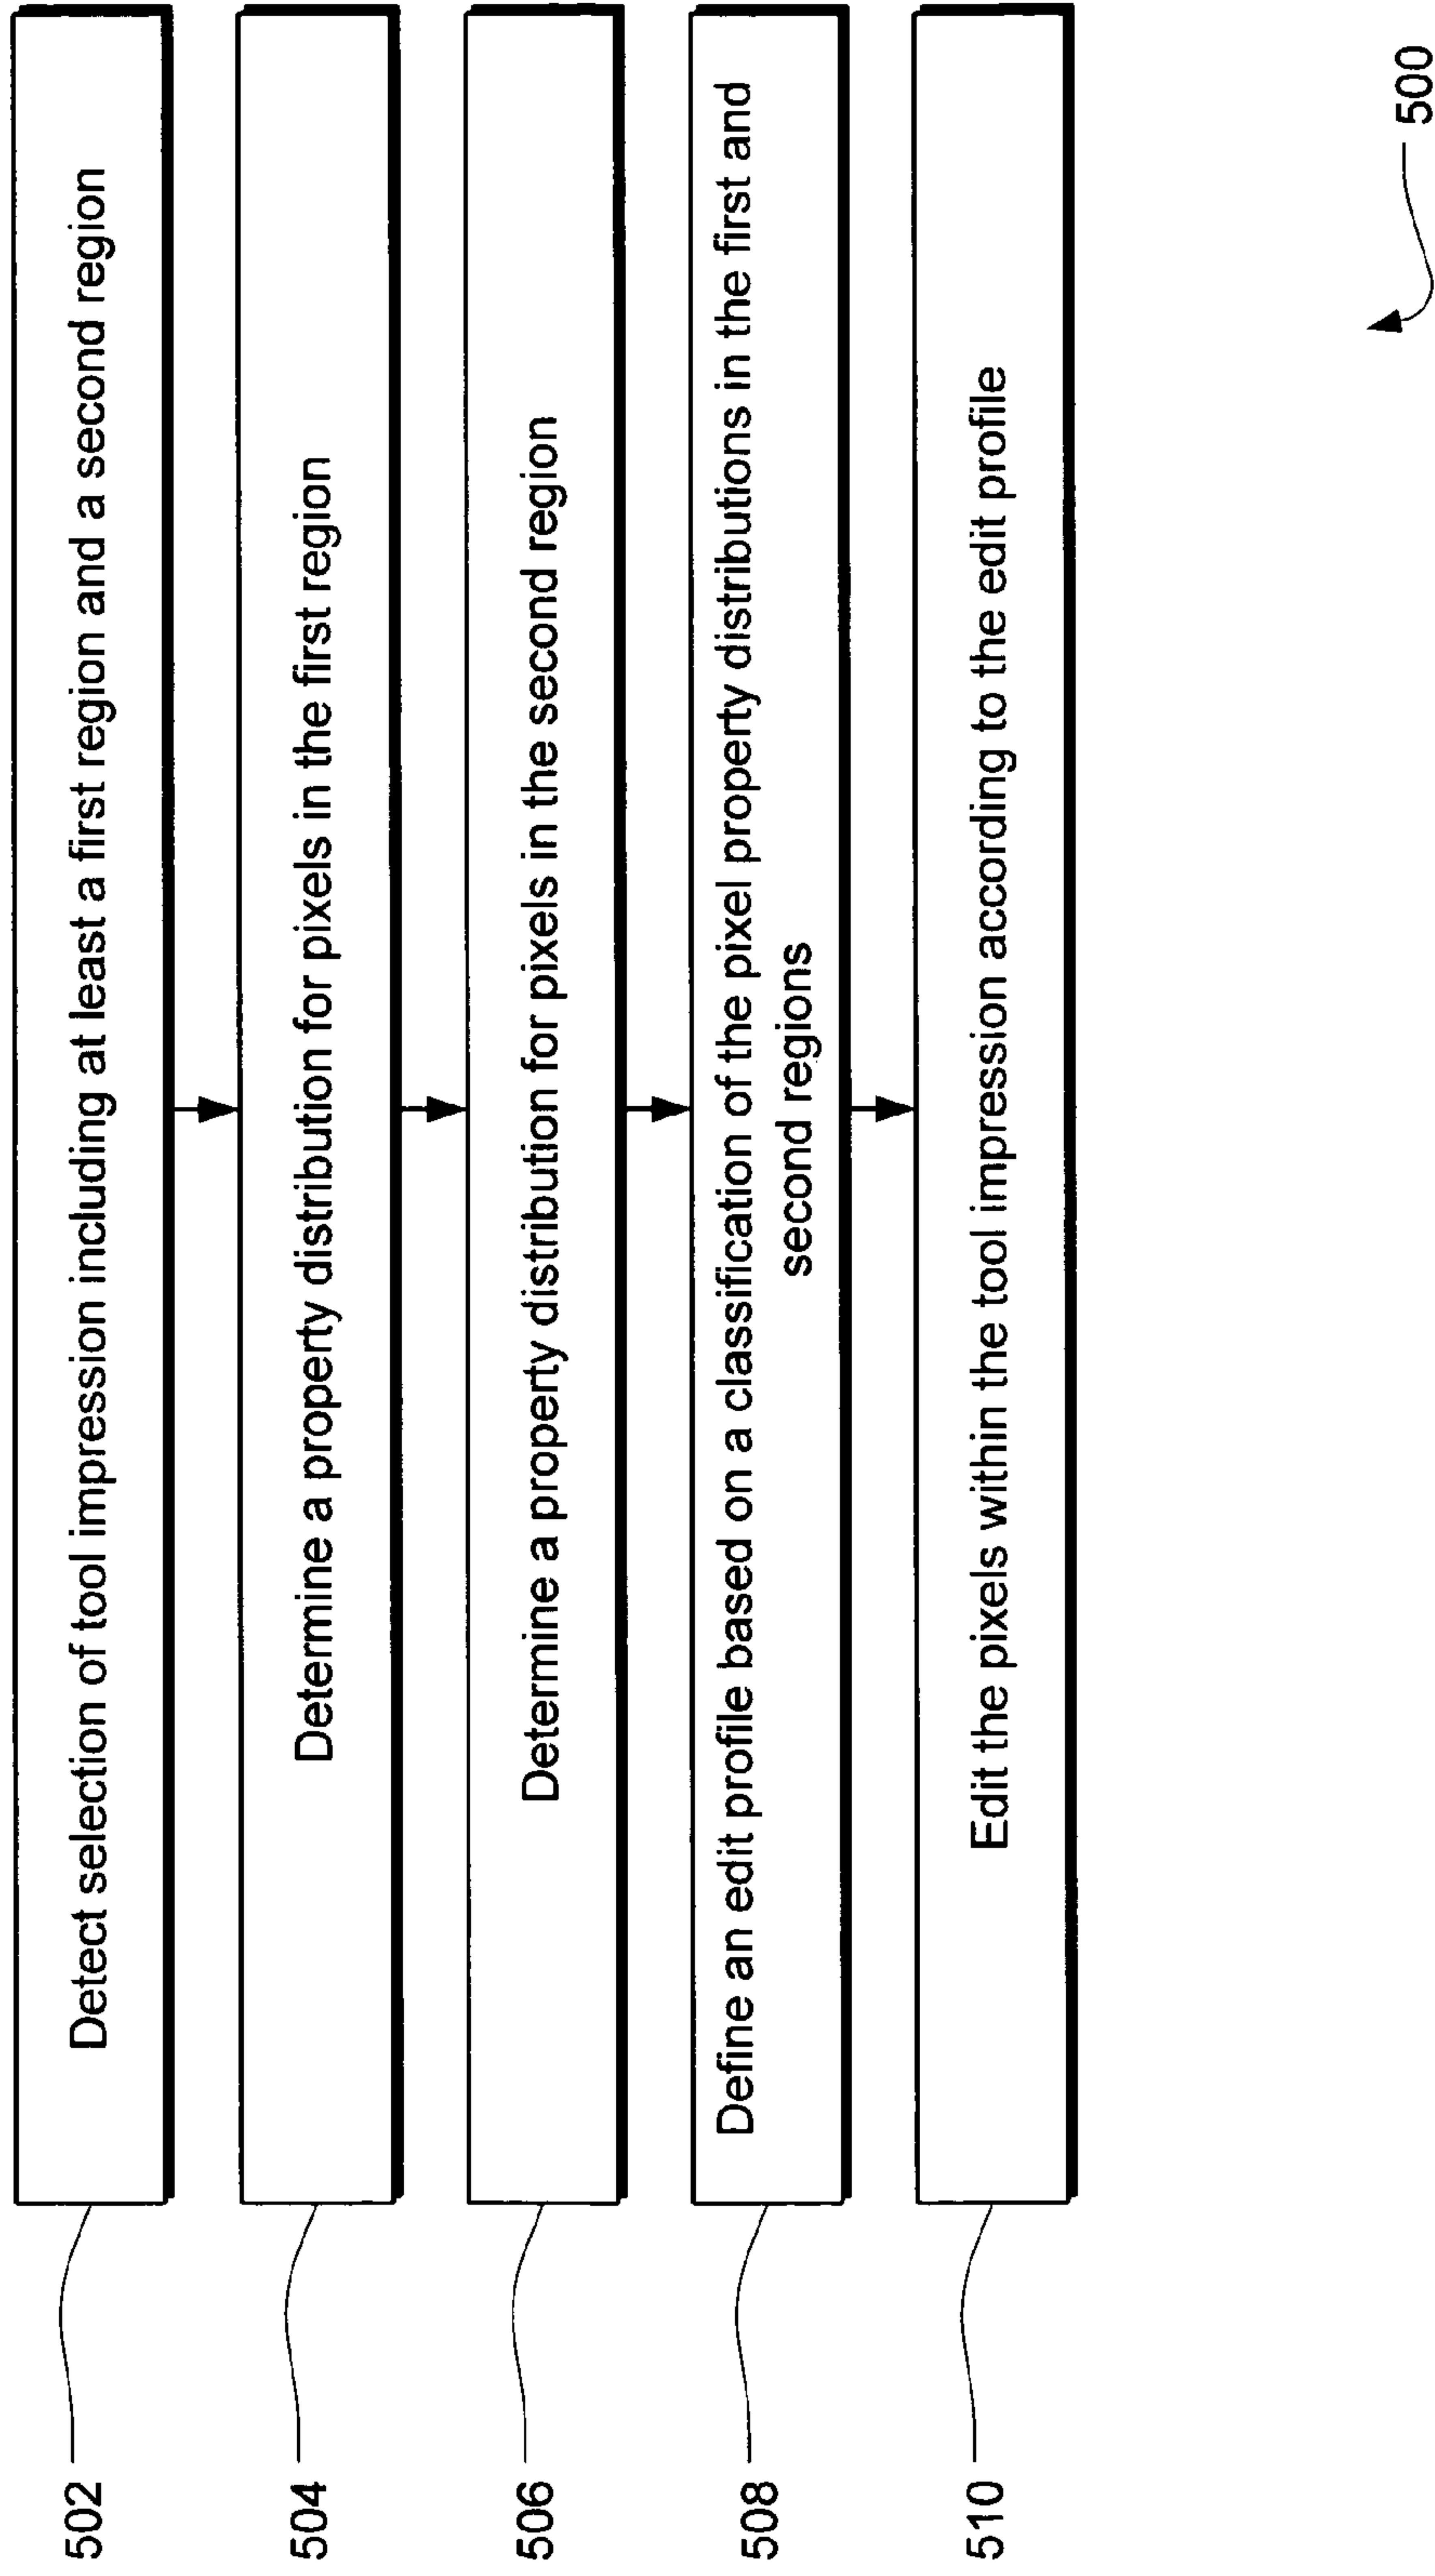 502
Detect selection of tool impression including at least a first region and a second region
504
Determine a property distribution for pixels in the first region
506
Determine a property distribution for pixels in the second region
508
Define an edit profile based on a classification of the pixel property distributions in the first and
second regions
510
Edit the pixels within the tool impression according to the edit profile
500